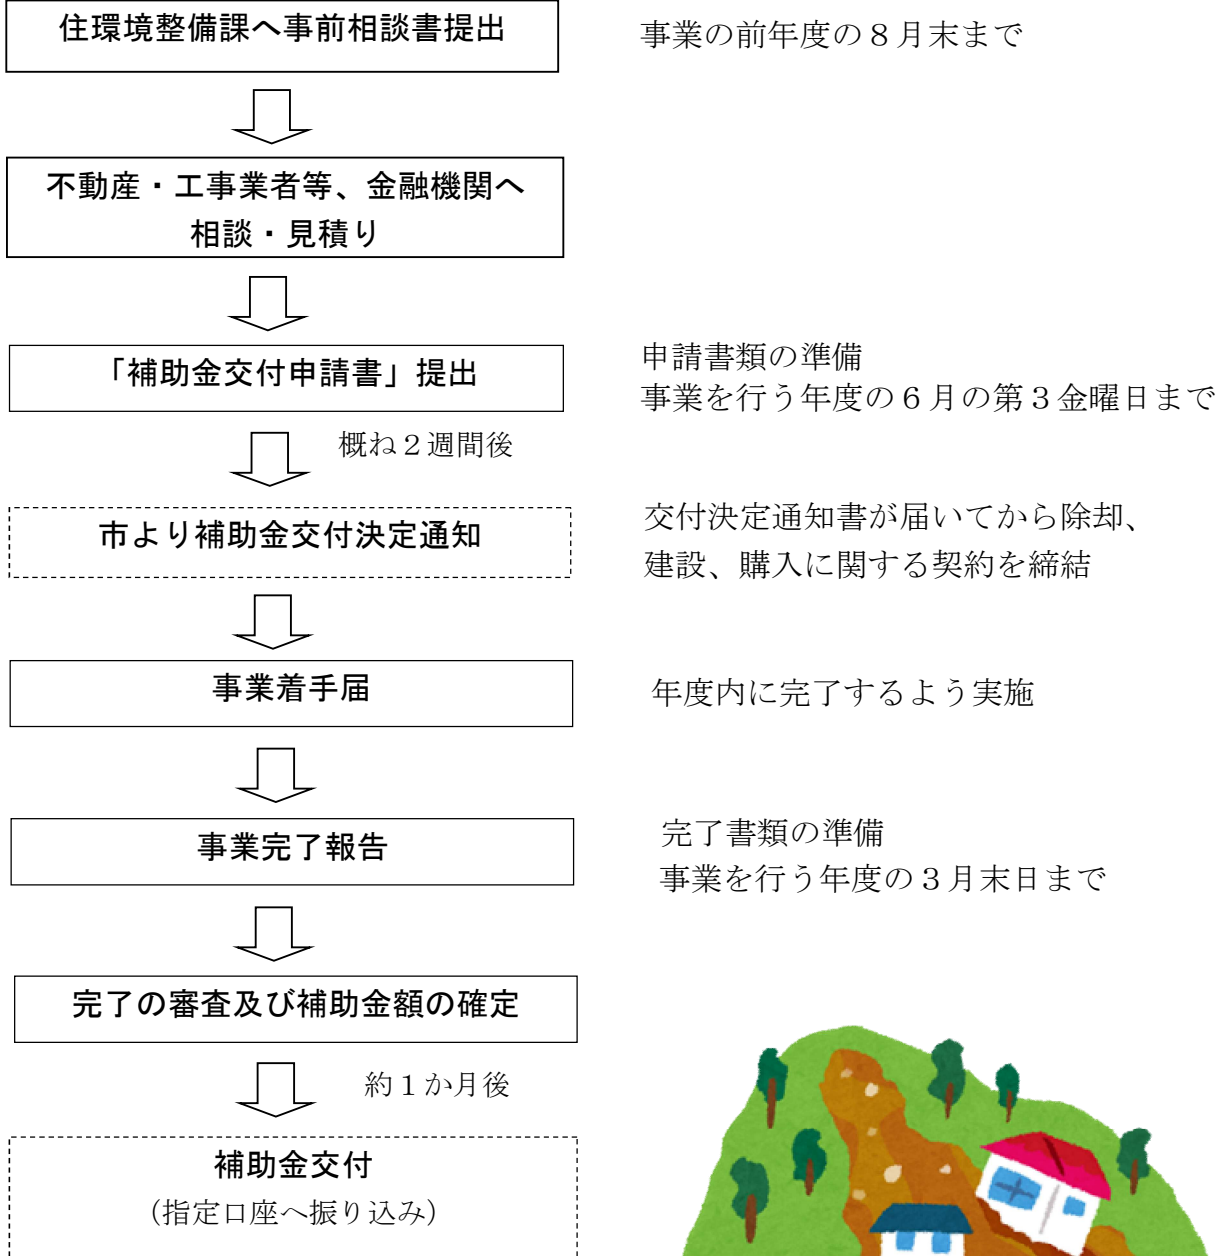 住環境整備課へ事前相談書提出
事業の前年度の８月末まで
不動産・工事業者等、金融機関へ
相談・見積り
「補助金交付申請書」提出
申請書類の準備
事業を行う年度の６月の第３金曜日まで
概ね２週間後
市より補助金交付決定通知
交付決定通知書が届いてから除却、
建設、購入に関する契約を締結
事業着手届
年度内に完了するよう実施
事業完了報告
完了書類の準備
事業を行う年度の３月末日まで
完了の審査及び補助金額の確定
約１か月後
補助金交付
（指定口座へ振り込み）